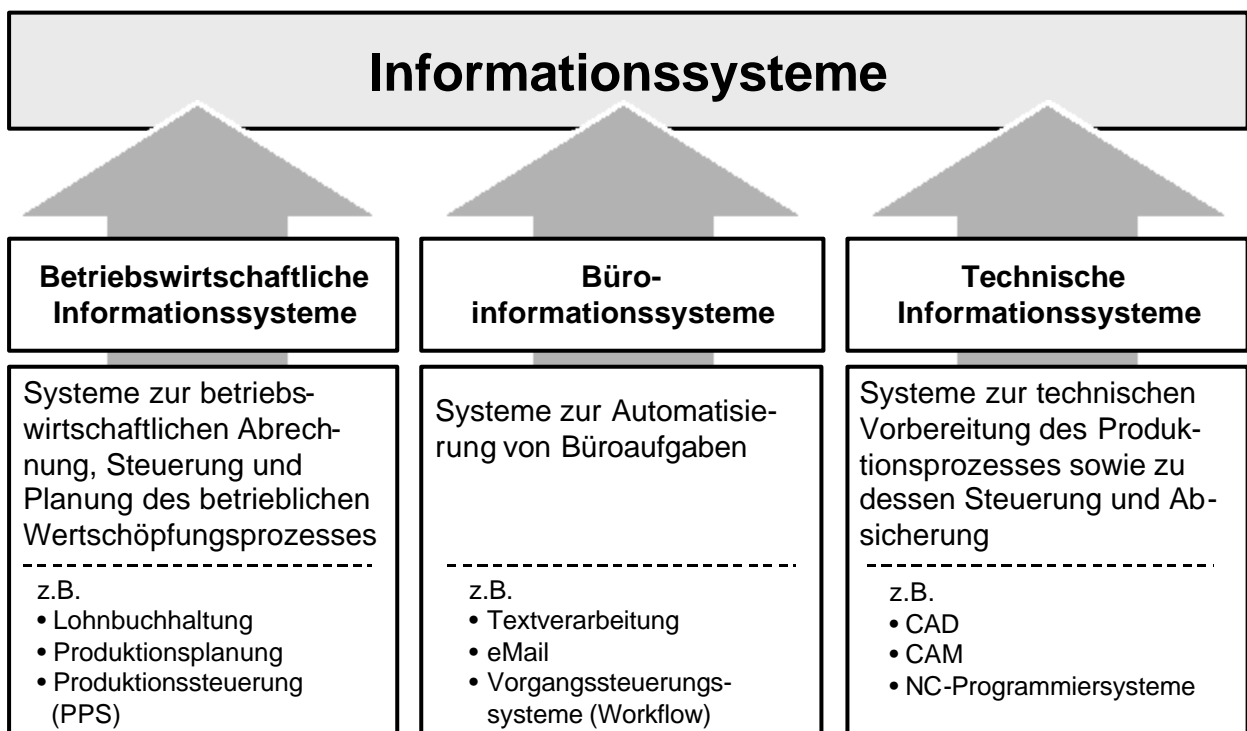 Informationssysteme
Betriebswirtschaftliche
Informationssysteme
Systeme zur betriebs-
wirtschaftlichen Abrech-
nung, Steuerung und
Planung des betrieblichen
Wertschöpfungsprozesses
z.B.
• Lohnbuchhaltung
• Produktionsplanung
• Produktionssteuerung
(PPS)
Büro-
informationssysteme
Systeme zur Automatisie-
rung von Büroaufgaben
z.B.
• Textverarbeitung
• eMail
• Vorgangssteuerungs-
systeme (Workflow)
Technische
Informationssysteme
Systeme zur technischen
Vorbereitung des Produk-
tionsprozesses sowie zu
dessen Steuerung und Ab-
sicherung
z.B.
• CAD
• CAM
• NC-Programmiersysteme